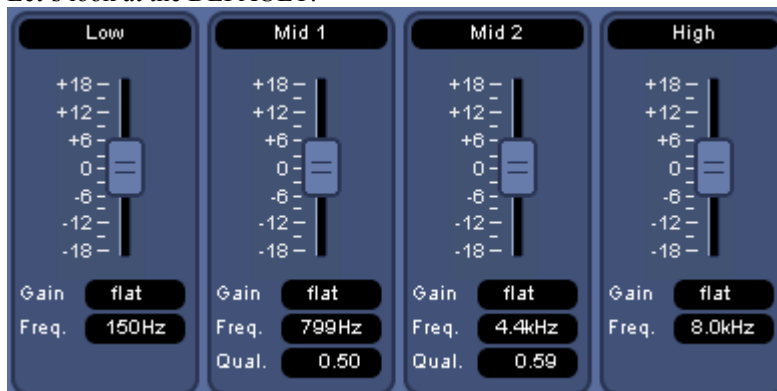 Low Mid 1 Mid 2 High
+18 +18 +18 +18
+12 +12 +12 +12
+6 +6 +6 +6
0 0 0 0
-6 -6 -6 -6
-12 -12 -12 -12
-18 -18 -18 -18
Gain flat Gain flat Gain flat Gain flat
Freq. 150Hz Freq. 799Hz Freq. 4.4kHz Freq. 8.0kHz
Qual. 0.50 Qual. 0.59